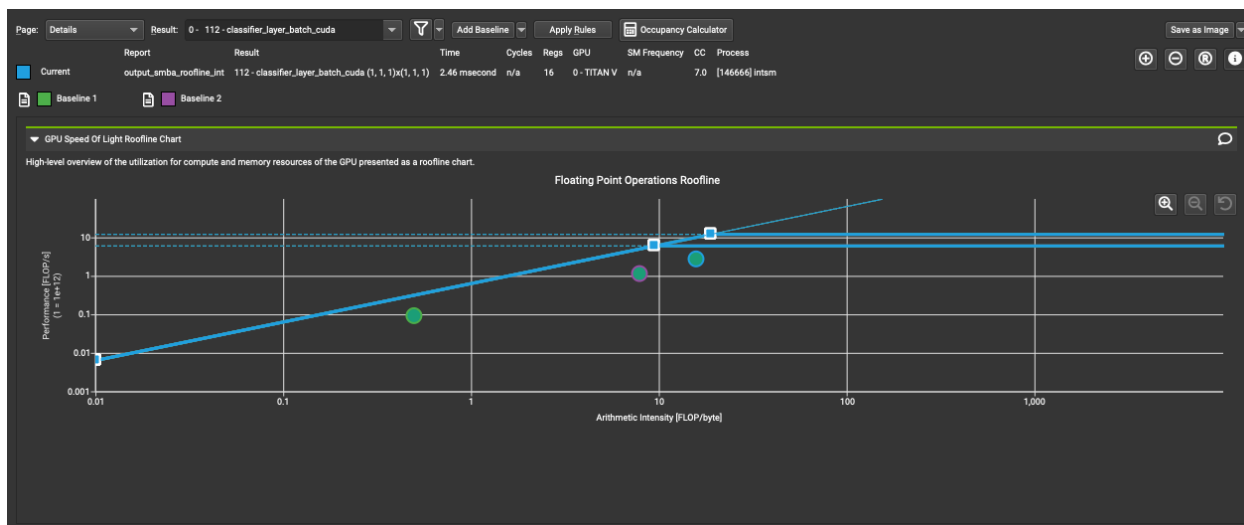 Page: Details Result: 0 - 112 - classifier_layer_batch_cuda Add Baseline Apply Rules Occupancy Calculator Save as Image
Report Result Time Cycles Regs GPU SM Frequency CC Process
Current output_smba_roofline_int 112 - classifier_layer_batch_cuda (1, 1, 1)x(1, 1, 1) 2.46 msecond n/a 16 0 - TITAN V n/a 7.0 [146666] intsm
Baseline 1 Baseline 2
GPU Speed Of Light Roofline Chart
High-level overview of the utilization for compute and memory resources of the GPU presented as a roofline chart.
Floating Point Operations Roofline
10
1
0.1
0.01
0.001
Performance [FLOP/s]
(1 = 1e+12)
0.01 0.1 1 10 100 1,000
Arithmetic Intensity [FLOP/byte]